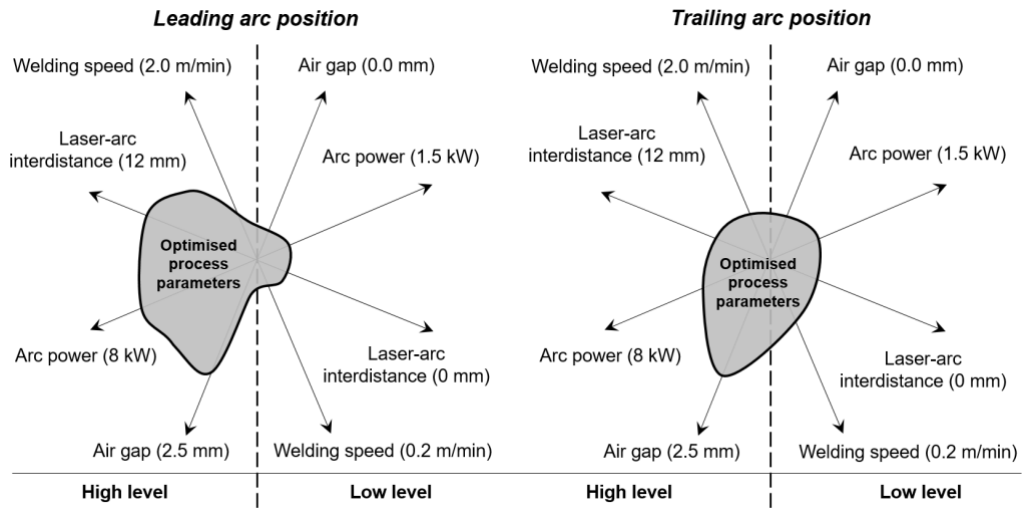 Leading arc position
Welding speed (2.0 m/min)
Air gap (0.0 mm)
Laser-arc
interdistance (12 mm)
Arc power (1.5 kW)
Optimised
process
parameters
Arc power (8 kW)
Laser-arc
interdistance (0 mm)
Air gap (2.5 mm)
Welding speed (0.2 m/min)
High level
Low level
Trailing arc position
Welding speed (2.0 m/min)
Air gap (0.0 mm)
Laser-arc
interdistance (12 mm)
Arc power (1.5 kW)
Optimised
process
parameters
Arc power (8 kW)
Laser-arc
interdistance (0 mm)
Air gap (2.5 mm)
Welding speed (0.2 m/min)
High level
Low level